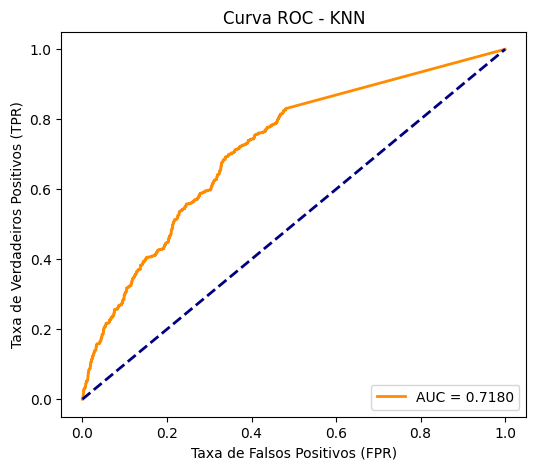 Curva ROC - KNN
Taxa de Verdadeiros Positivos (TPR)
1.0
0.8
0.6
0.4
0.2
0.0
0.0 0.2 0.4 0.6 0.8 1.0
AUC = 0.7180
Taxa de Falsos Positivos (FPR)